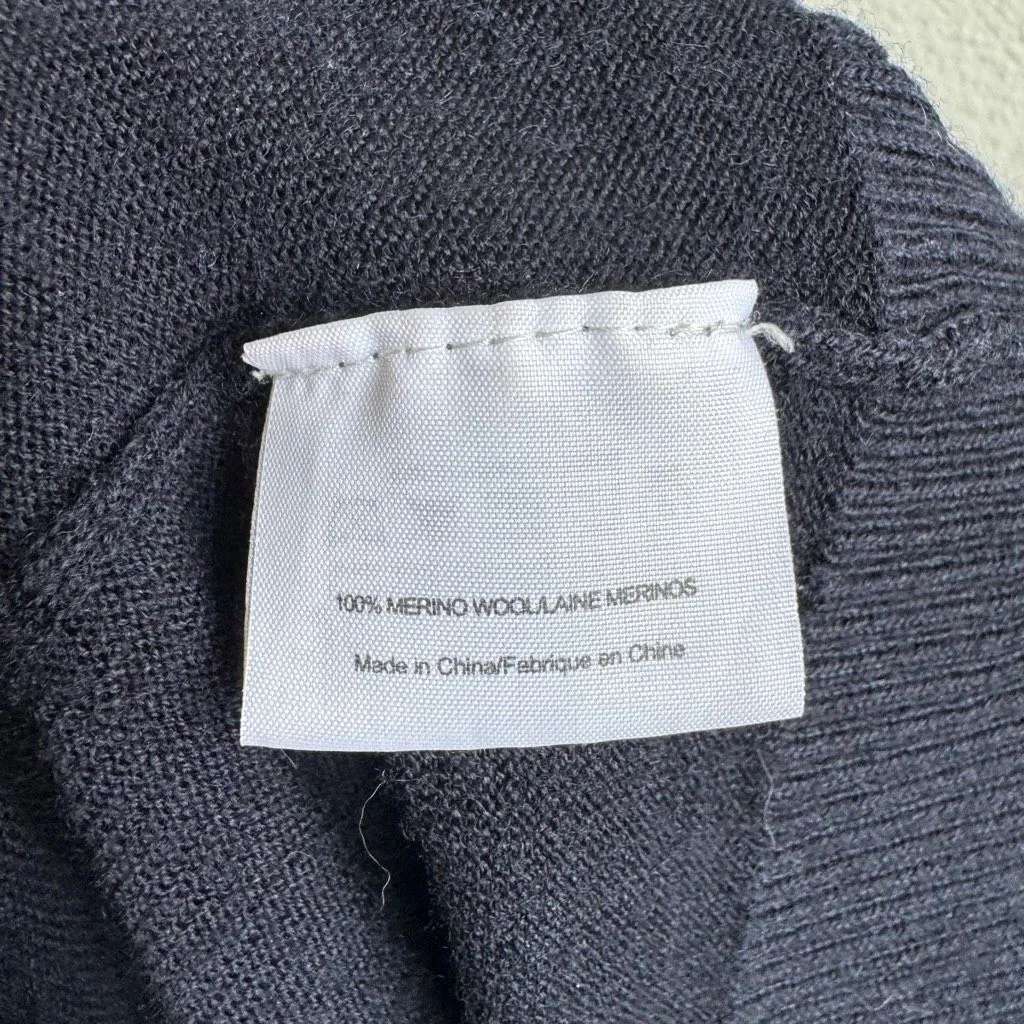 100% MERINO WOOL/LAINE MERINOS
Made in China/Fabrique en Chine